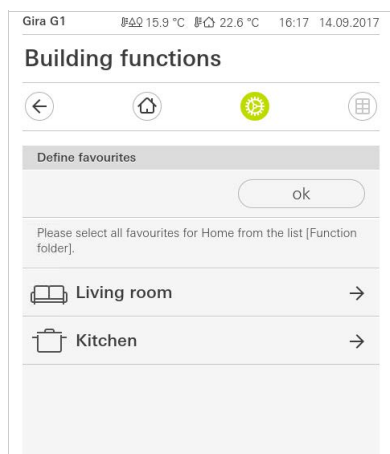 Gira G1 15.9 °C 22.6 °C 16:17 14.09.2017
Building functions
Define favourites
ok
Please select all favourites for Home from the list [Function
folder].
Living room
Kitchen